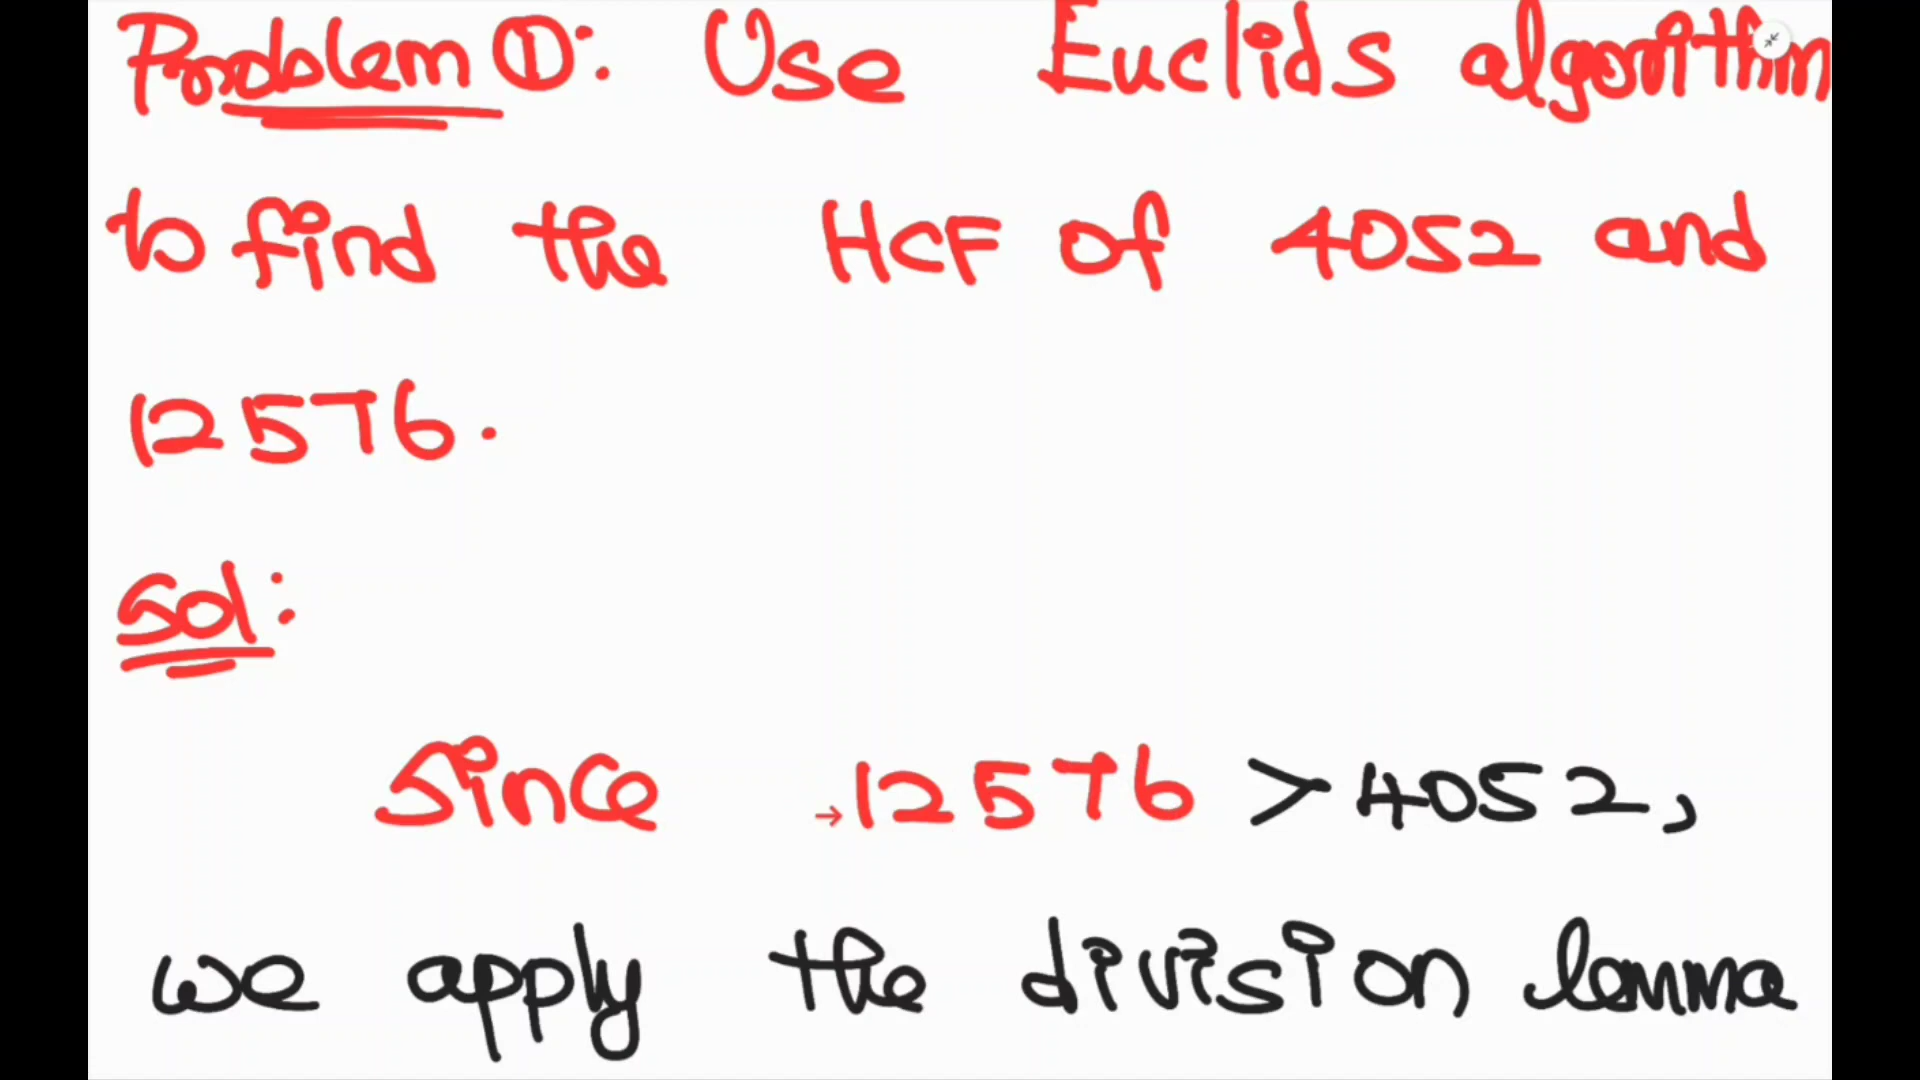 Problem ①: Use Euclids algorithm
to find the HCF of 4052 and
12576.
Sol:
Since →12576 > 4052,
we apply the division lemma